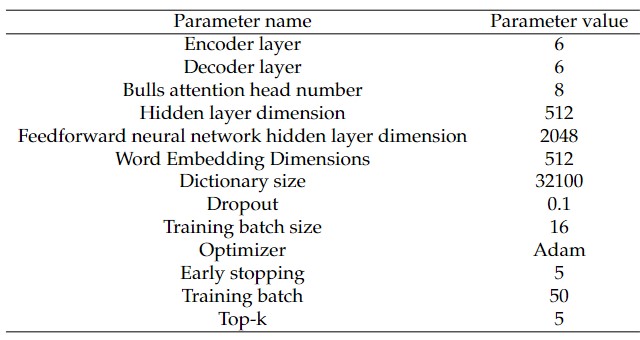 Parameter name Parameter value
Encoder layer 6
Decoder layer 6
Bulls attention head number 8
Hidden layer dimension 512
Feedforward neural network hidden layer dimension 2048
Word Embedding Dimensions 512
Dictionary size 32100
Dropout 0.1
Training batch size 16
Optimizer Adam
Early stopping 5
Training batch 50
Top-k 5